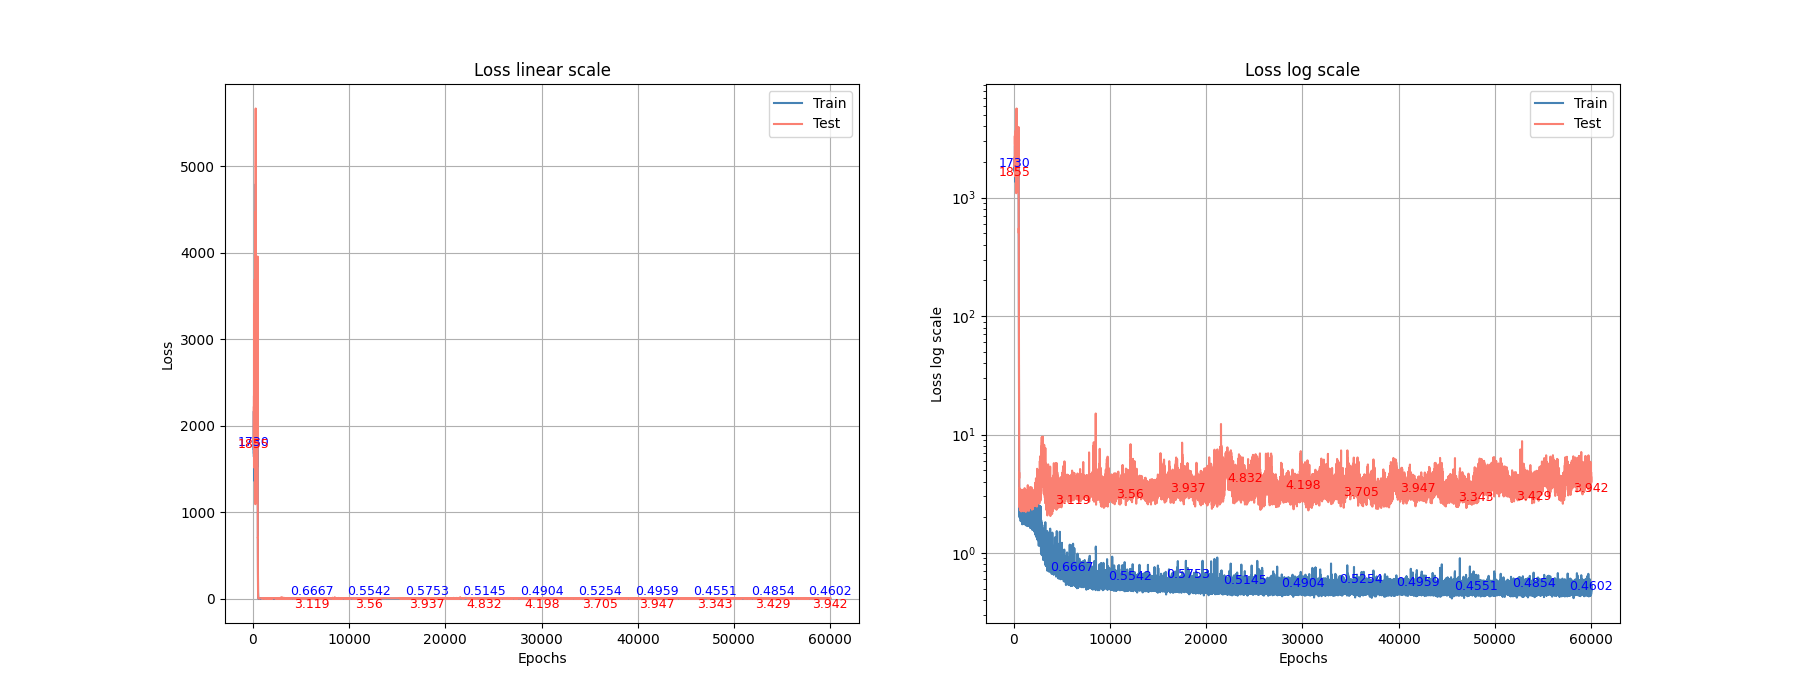 Loss linear scale
Train
Test
5000
4000
3000
2000
1000
0
Loss
1730
1855
0.6667 0.5542 0.5753 0.5145 0.4904 0.5254 0.4959 0.4551 0.4854 0.4602
3.119 3.56 3.937 4.832 4.198 3.705 3.947 3.343 3.429 3.942
0 10000 20000 30000 40000 50000 60000
Epochs
Loss log scale
Train
Test
10^3
10^2
10^1
10^0
Loss log scale
1730
1855
3.119 3.56 3.937 4.832 4.198 3.705 3.947 3.343 3.429 3.942
0.6667 0.5542 0.5753 0.5145 0.4904 0.5254 0.4959 0.4551 0.4854 0.4602
0 10000 20000 30000 40000 50000 60000
Epochs